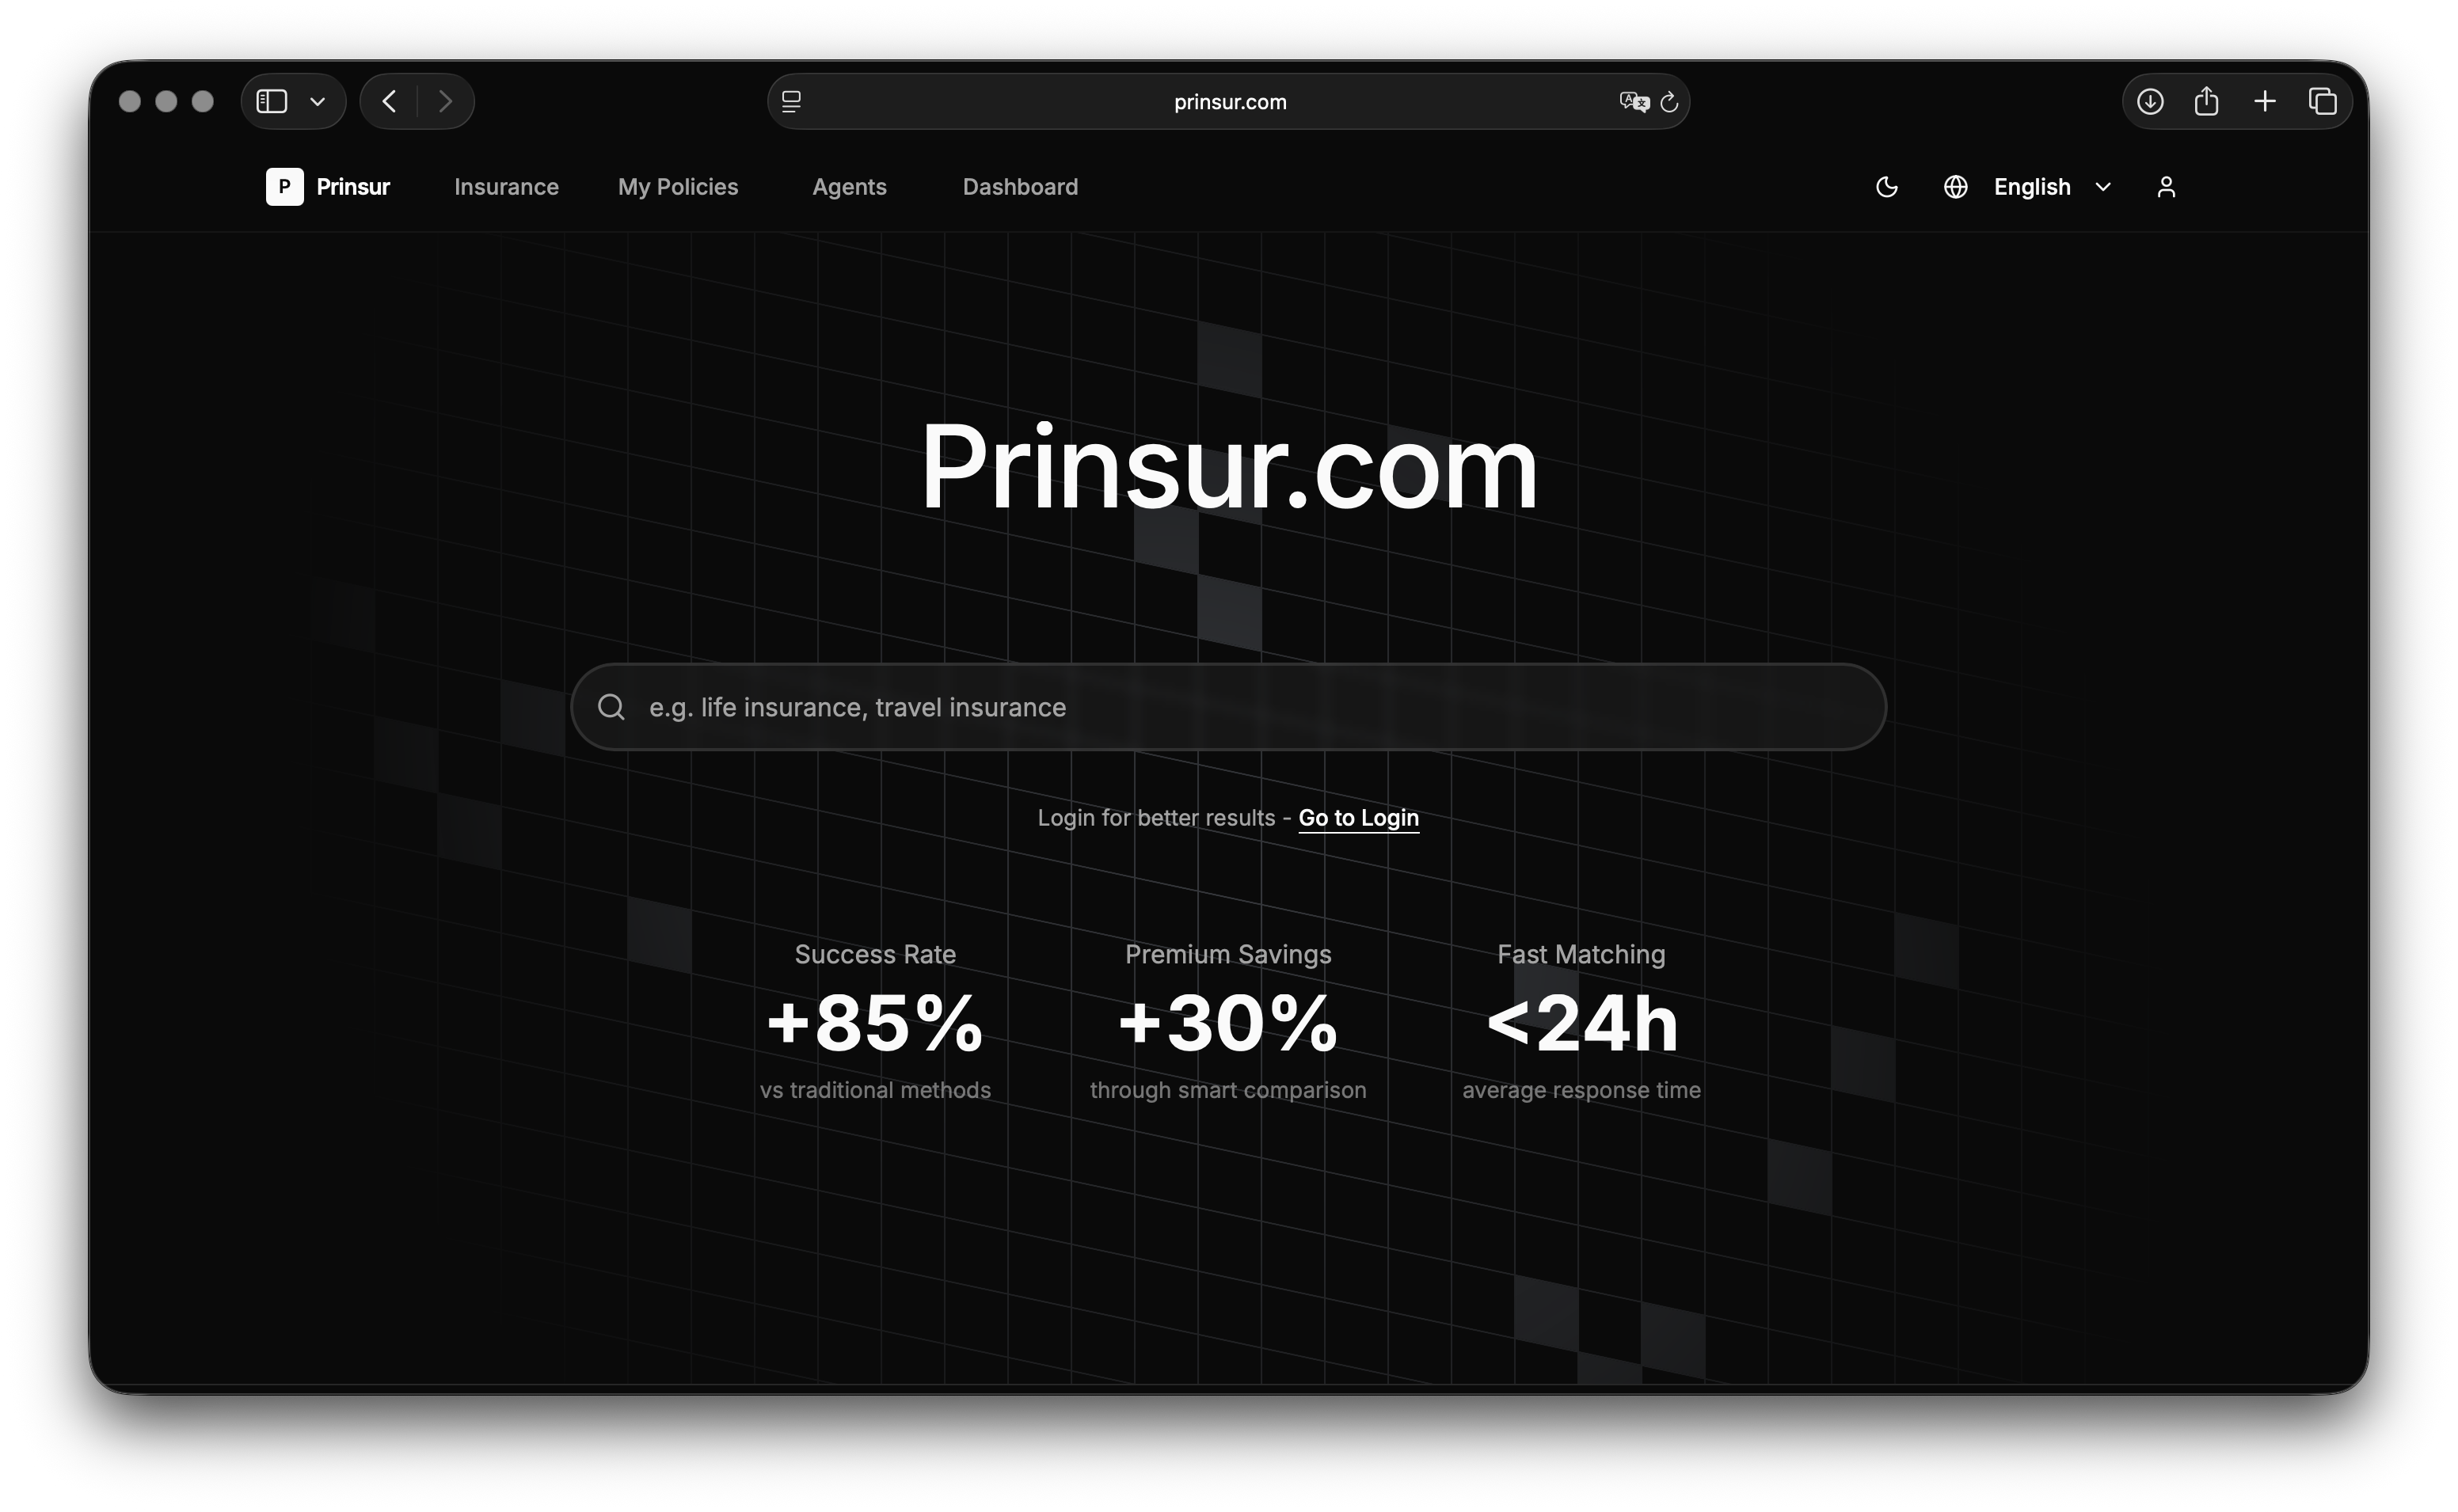 prinsur.com
P Prinsur Insurance My Policies Agents Dashboard English
Prinsur.com
e.g. life insurance, travel insurance
Login for better results - Go to Login
Success Rate Premium Savings Fast Matching
+85% +30% <24h
vs traditional methods through smart comparison average response time